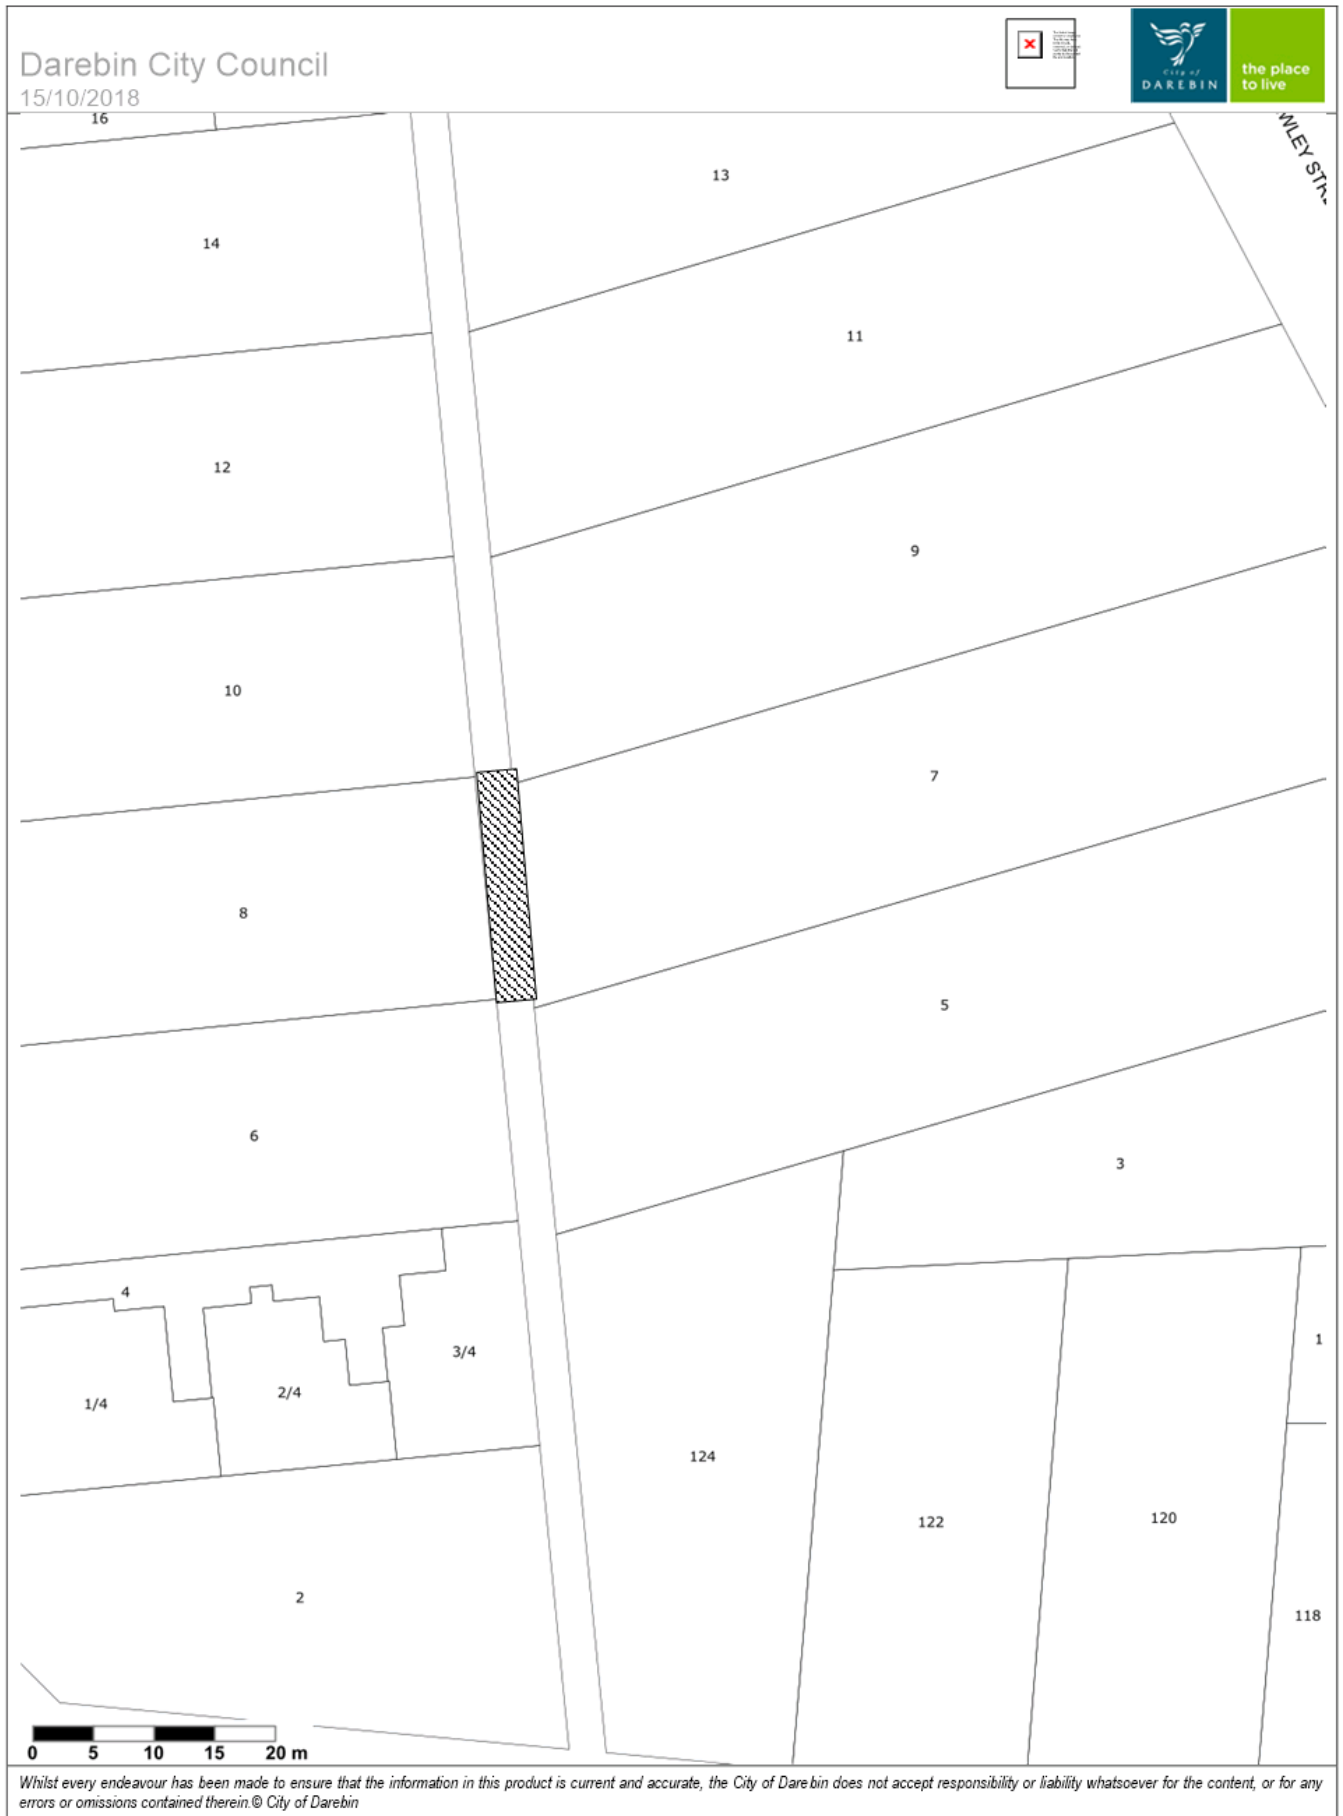 Darebin City Council
15/10/2018
City of
DAREBIN
the place
to live
16
13
WLEY STR
14
11
12
9
10
7
8
5
6
3
4
1
3/4
2/4
1/4
124
120
122
2
118
0 5 10 15 20 m
Whilst every endeavour has been made to ensure that the information in this product is current and accurate, the City of Darebin does not accept responsibility or liability whatsoever for the content, or for any
errors or omissions contained therein.© City of Darebin